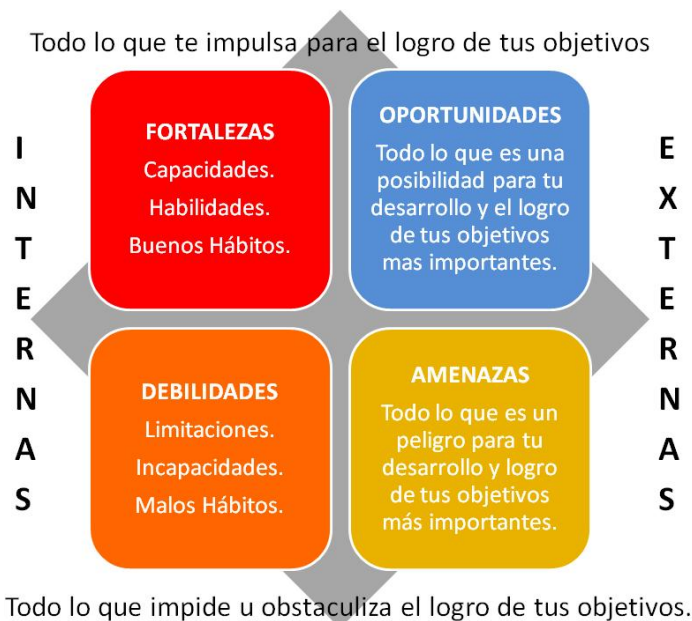 Todo lo que te impulsa para el logro de tus objetivos
INTERNAS
FORTALEZAS
Capacidades.
Habilidades.
Buenos Hábitos.
OPORTUNIDADES
Todo lo que es una
posibilidad para tu
desarrollo y el logro
de tus objetivos
mas importantes.
EXTERNAS
DEBILIDADES
Limitaciones.
Incapacidades.
Malos Hábitos.
AMENAZAS
Todo lo que es un
peligro para tu
desarrollo y logro
de tus objetivos
más importantes.
Todo lo que impide u obstaculiza el logro de tus objetivos.